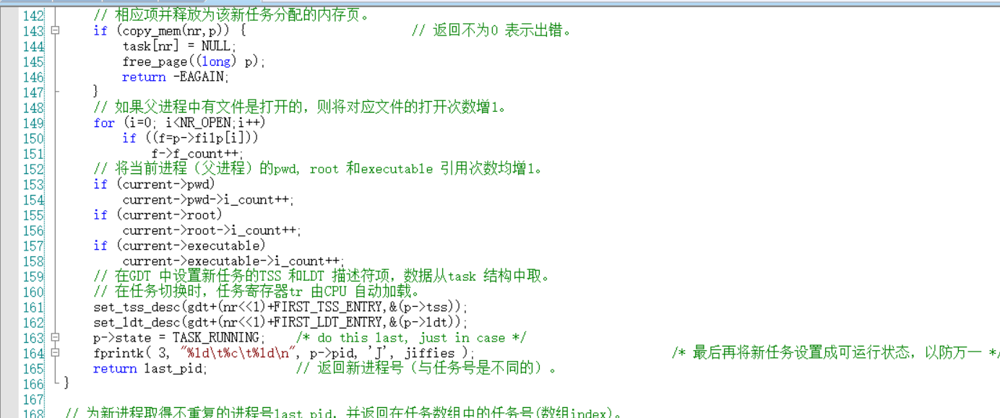 142 // 相应项并释放为该新任务分配的内存页。
143 if (copy_mem(nr,p)) { // 返回不为0 表示出错。
144 task[nr] = NULL;
145 free_page((long) p);
146 return -EAGAIN;
147 }
148 // 如果父进程中有文件是打开的，则将对应文件的打开次数增1。
149 for (i=0; i<NR_OPEN;i++)
150 if ((f=p->filp[i]))
151 f->f_count++;
152 // 将当前进程（父进程）的pwd, root 和executable 引用次数均增1。
153 if (current->pwd)
154 current->pwd->i_count++;
155 if (current->root)
156 current->root->i_count++;
157 if (current->executable)
158 current->executable->i_count++;
159 // 在GDT 中设置新任务的TSS 和LDT 描述符项，数据从task 结构中取。
160 // 在任务切换时，任务寄存器tr 由CPU 自动加载。
161 set_tss_desc(gdt+(nr<<1)+FIRST_TSS_ENTRY,&(p->tss));
162 set_ldt_desc(gdt+(nr<<1)+FIRST_LDT_ENTRY,&(p->ldt));
163 p->state = TASK_RUNNING; /* do this last, just in case */
164 fprintk( 3, "%ld\t%c\t%ld\n", p->pid, 'J', jiffies ); /* 最后再将新任务设置成可运行状态，以防万一 */
165 return last_pid; // 返回新进程号（与任务号是不同的）。
166 }
167
168 // 为新进程取得不重复的进程号last_pid，并返回在任务数组中的任务号(数组index)。